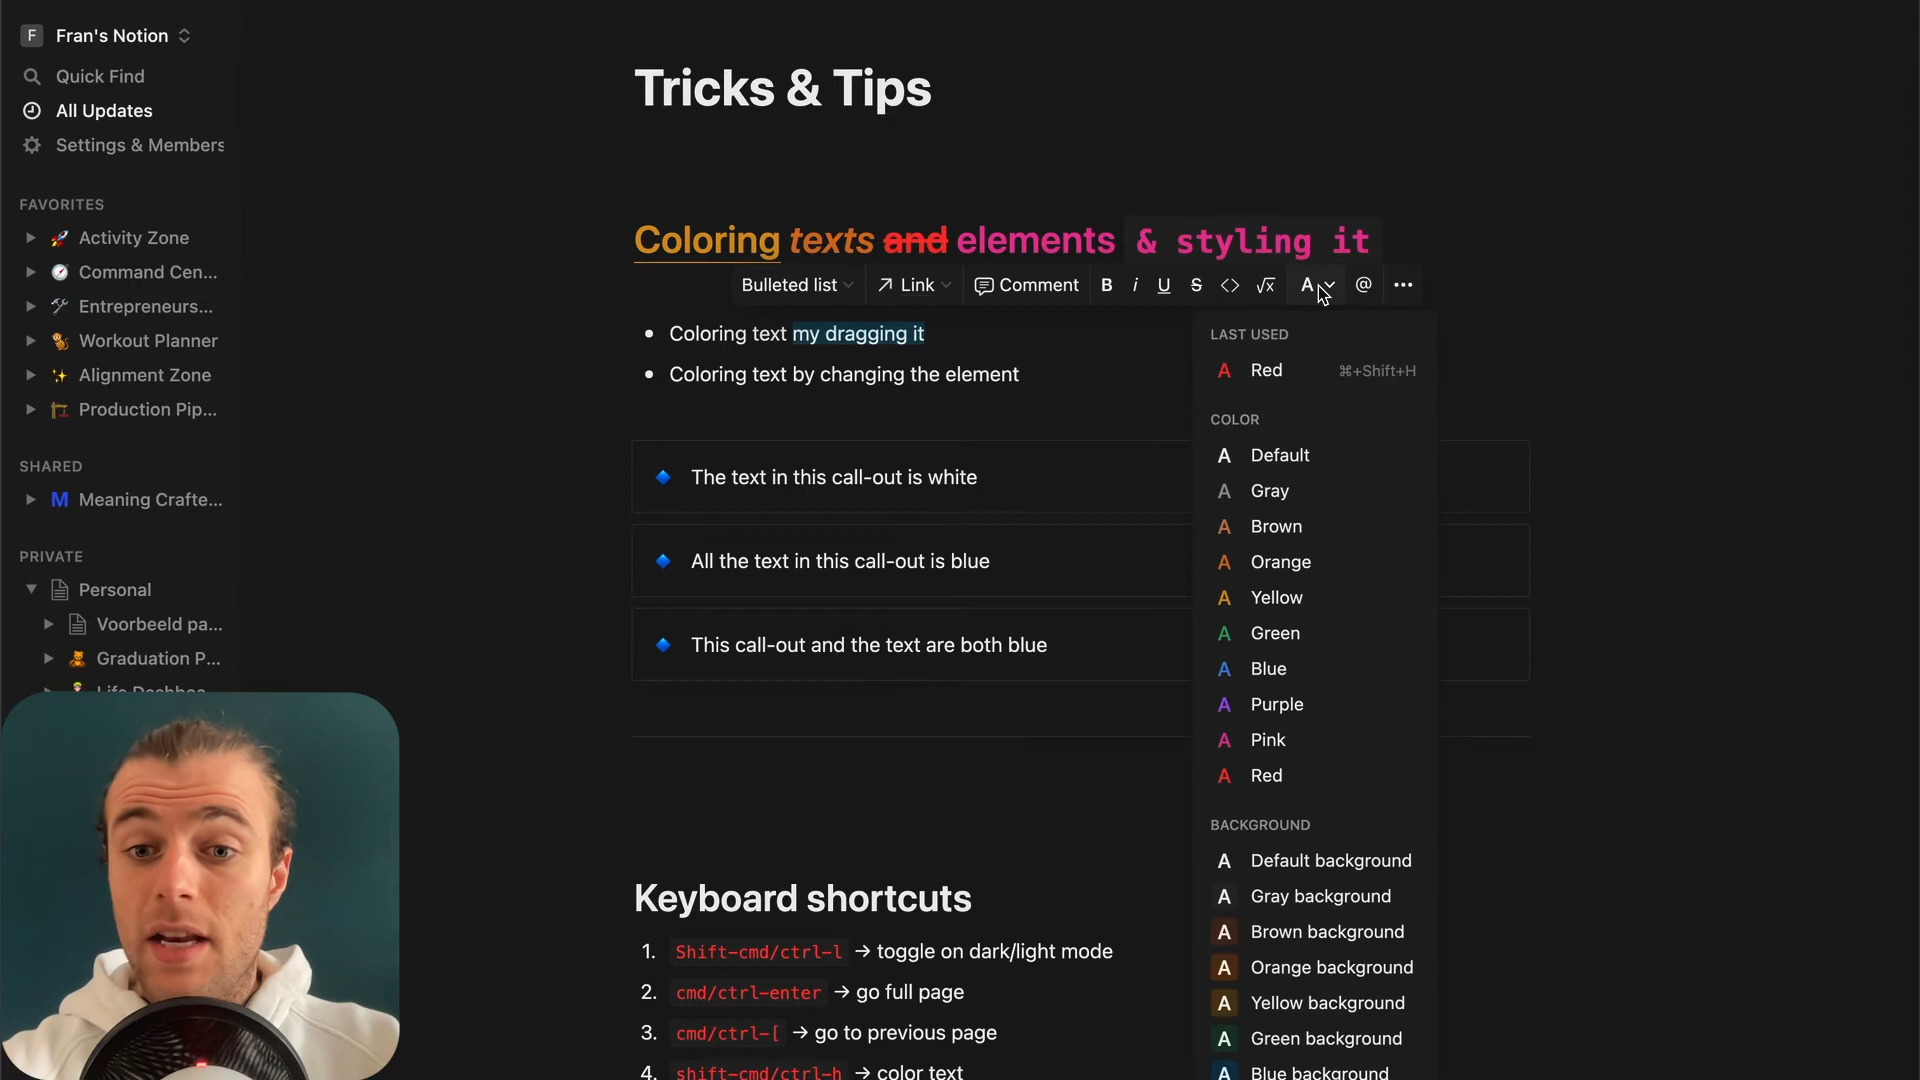 F Fran's Notion
Quick Find
All Updates
Settings & Members
FAVORITES
Activity Zone
Command Cen...
Entrepreneurs...
Workout Planner
Alignment Zone
Production Pip...
SHARED
M Meaning Crafte...
PRIVATE
Personal
Voorbeeld pa...
Graduation P...
Life Dashboa...
Tricks & Tips
Coloring texts and elements & styling it
Bulleted list Link Comment B i U S <> √x A @ •••
• Coloring text my dragging it
• Coloring text by changing the element
The text in this call-out is white
All the text in this call-out is blue
This call-out and the text are both blue
Keyboard shortcuts
1. Shift-cmd/ctrl-l → toggle on dark/light mode
2. cmd/ctrl-enter → go full page
3. cmd/ctrl-[ → go to previous page
4. shift-cmd/ctrl-h → color text
LAST USED
A Red ⌘+Shift+H
COLOR
A Default
A Gray
A Brown
A Orange
A Yellow
A Green
A Blue
A Purple
A Pink
A Red
BACKGROUND
A Default background
A Gray background
A Brown background
A Orange background
A Yellow background
A Green background
A Blue background